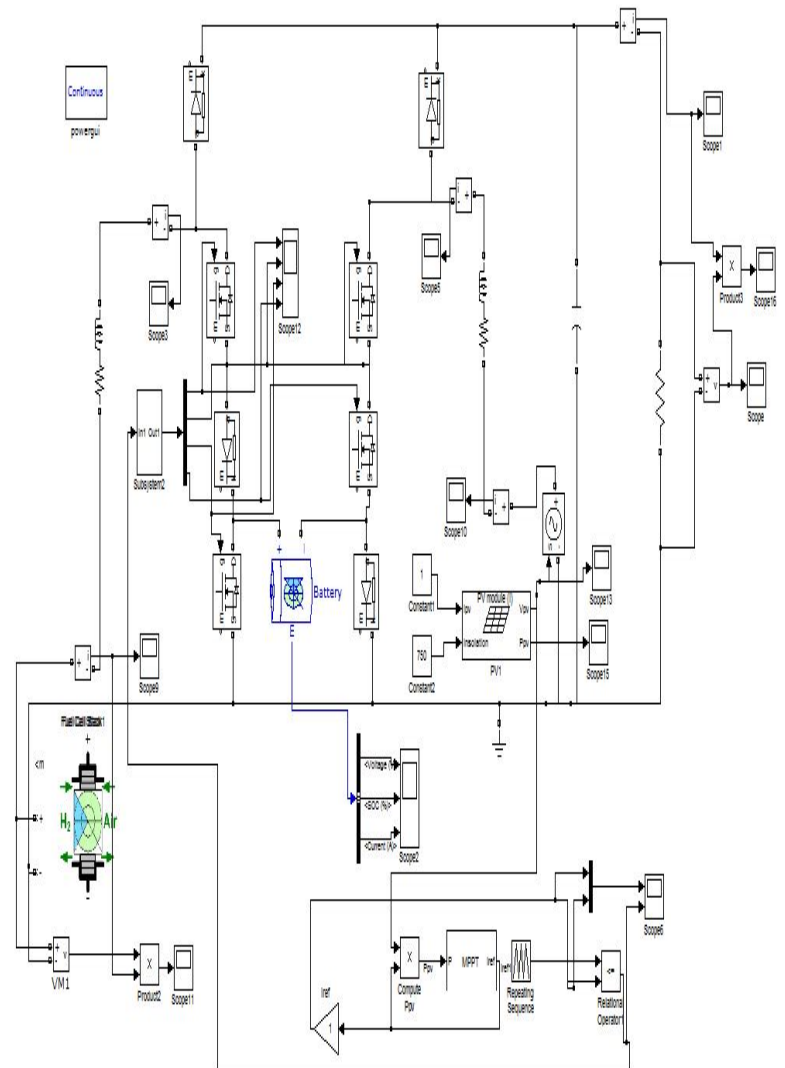 Continuous
powergui
i
+
-
Scope1
E
E
i
+
-
i
+
-
Scope3
Scope12
Scope5
X
Product3
Scope16
+
-
v
Scope
In1 Out1
Subsystem2
E
E
E
E
E
E
Scope10
i
+
-
+
in
-
+
Battery
E
1
Constant1
750
Constant2
PV module (I)
Ipv
Vpv
Insolation
Ppv
PV1
Scope13
Scope15
i
+
-
Scope9
Fuel Cell Stack1
+
<m
+
-
H2
Air
-
<Voltage (V)>
<SOC (%)>
<Current (A)>
Scope2
+
-
v
VM1
X
Product2
Scope11
Iref
1
X
Compute
Ppv
Ppv
P
MPPT
Iref
Iref1
Repeating
Sequence
<=
Relational
Operator1
Scope6